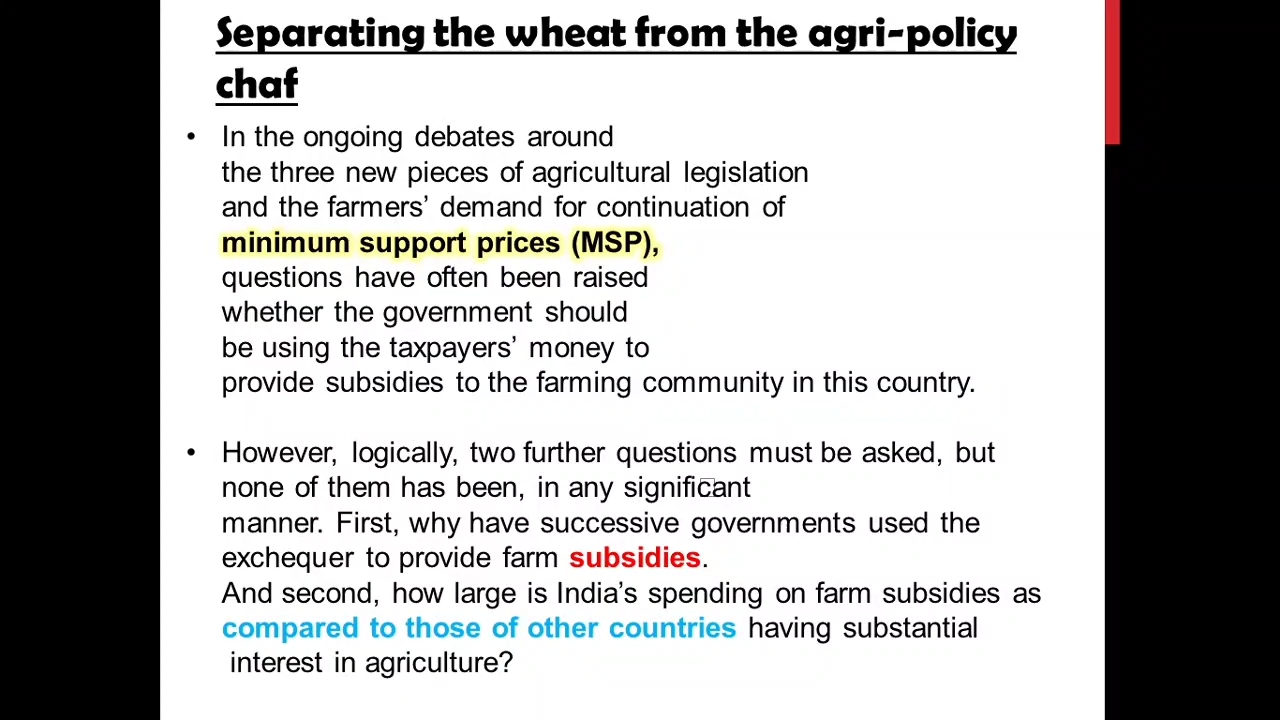 Separating the wheat from the agri-policy
chaf
• In the ongoing debates around
the three new pieces of agricultural legislation
and the farmers’ demand for continuation of
minimum support prices (MSP),
questions have often been raised
whether the government should
be using the taxpayers’ money to
provide subsidies to the farming community in this country.
• However, logically, two further questions must be asked, but
none of them has been, in any significant
manner. First, why have successive governments used the
exchequer to provide farm subsidies.
And second, how large is India’s spending on farm subsidies as
compared to those of other countries having substantial
interest in agriculture?